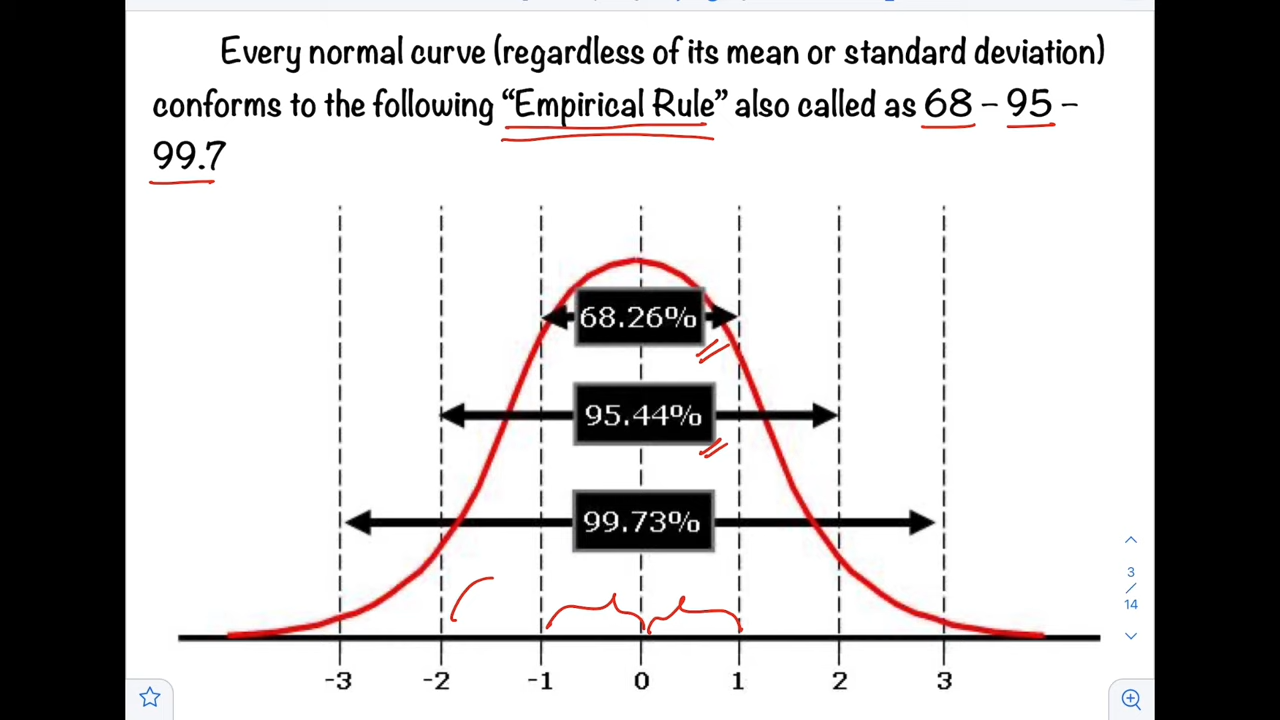 Every normal curve (regardless of its mean or standard deviation)
conforms to the following “Empirical Rule” also called as 68 – 95 –
99.7
68.26%
95.44%
99.73%
3
/
14
-3 -2 -1 0 1 2 3